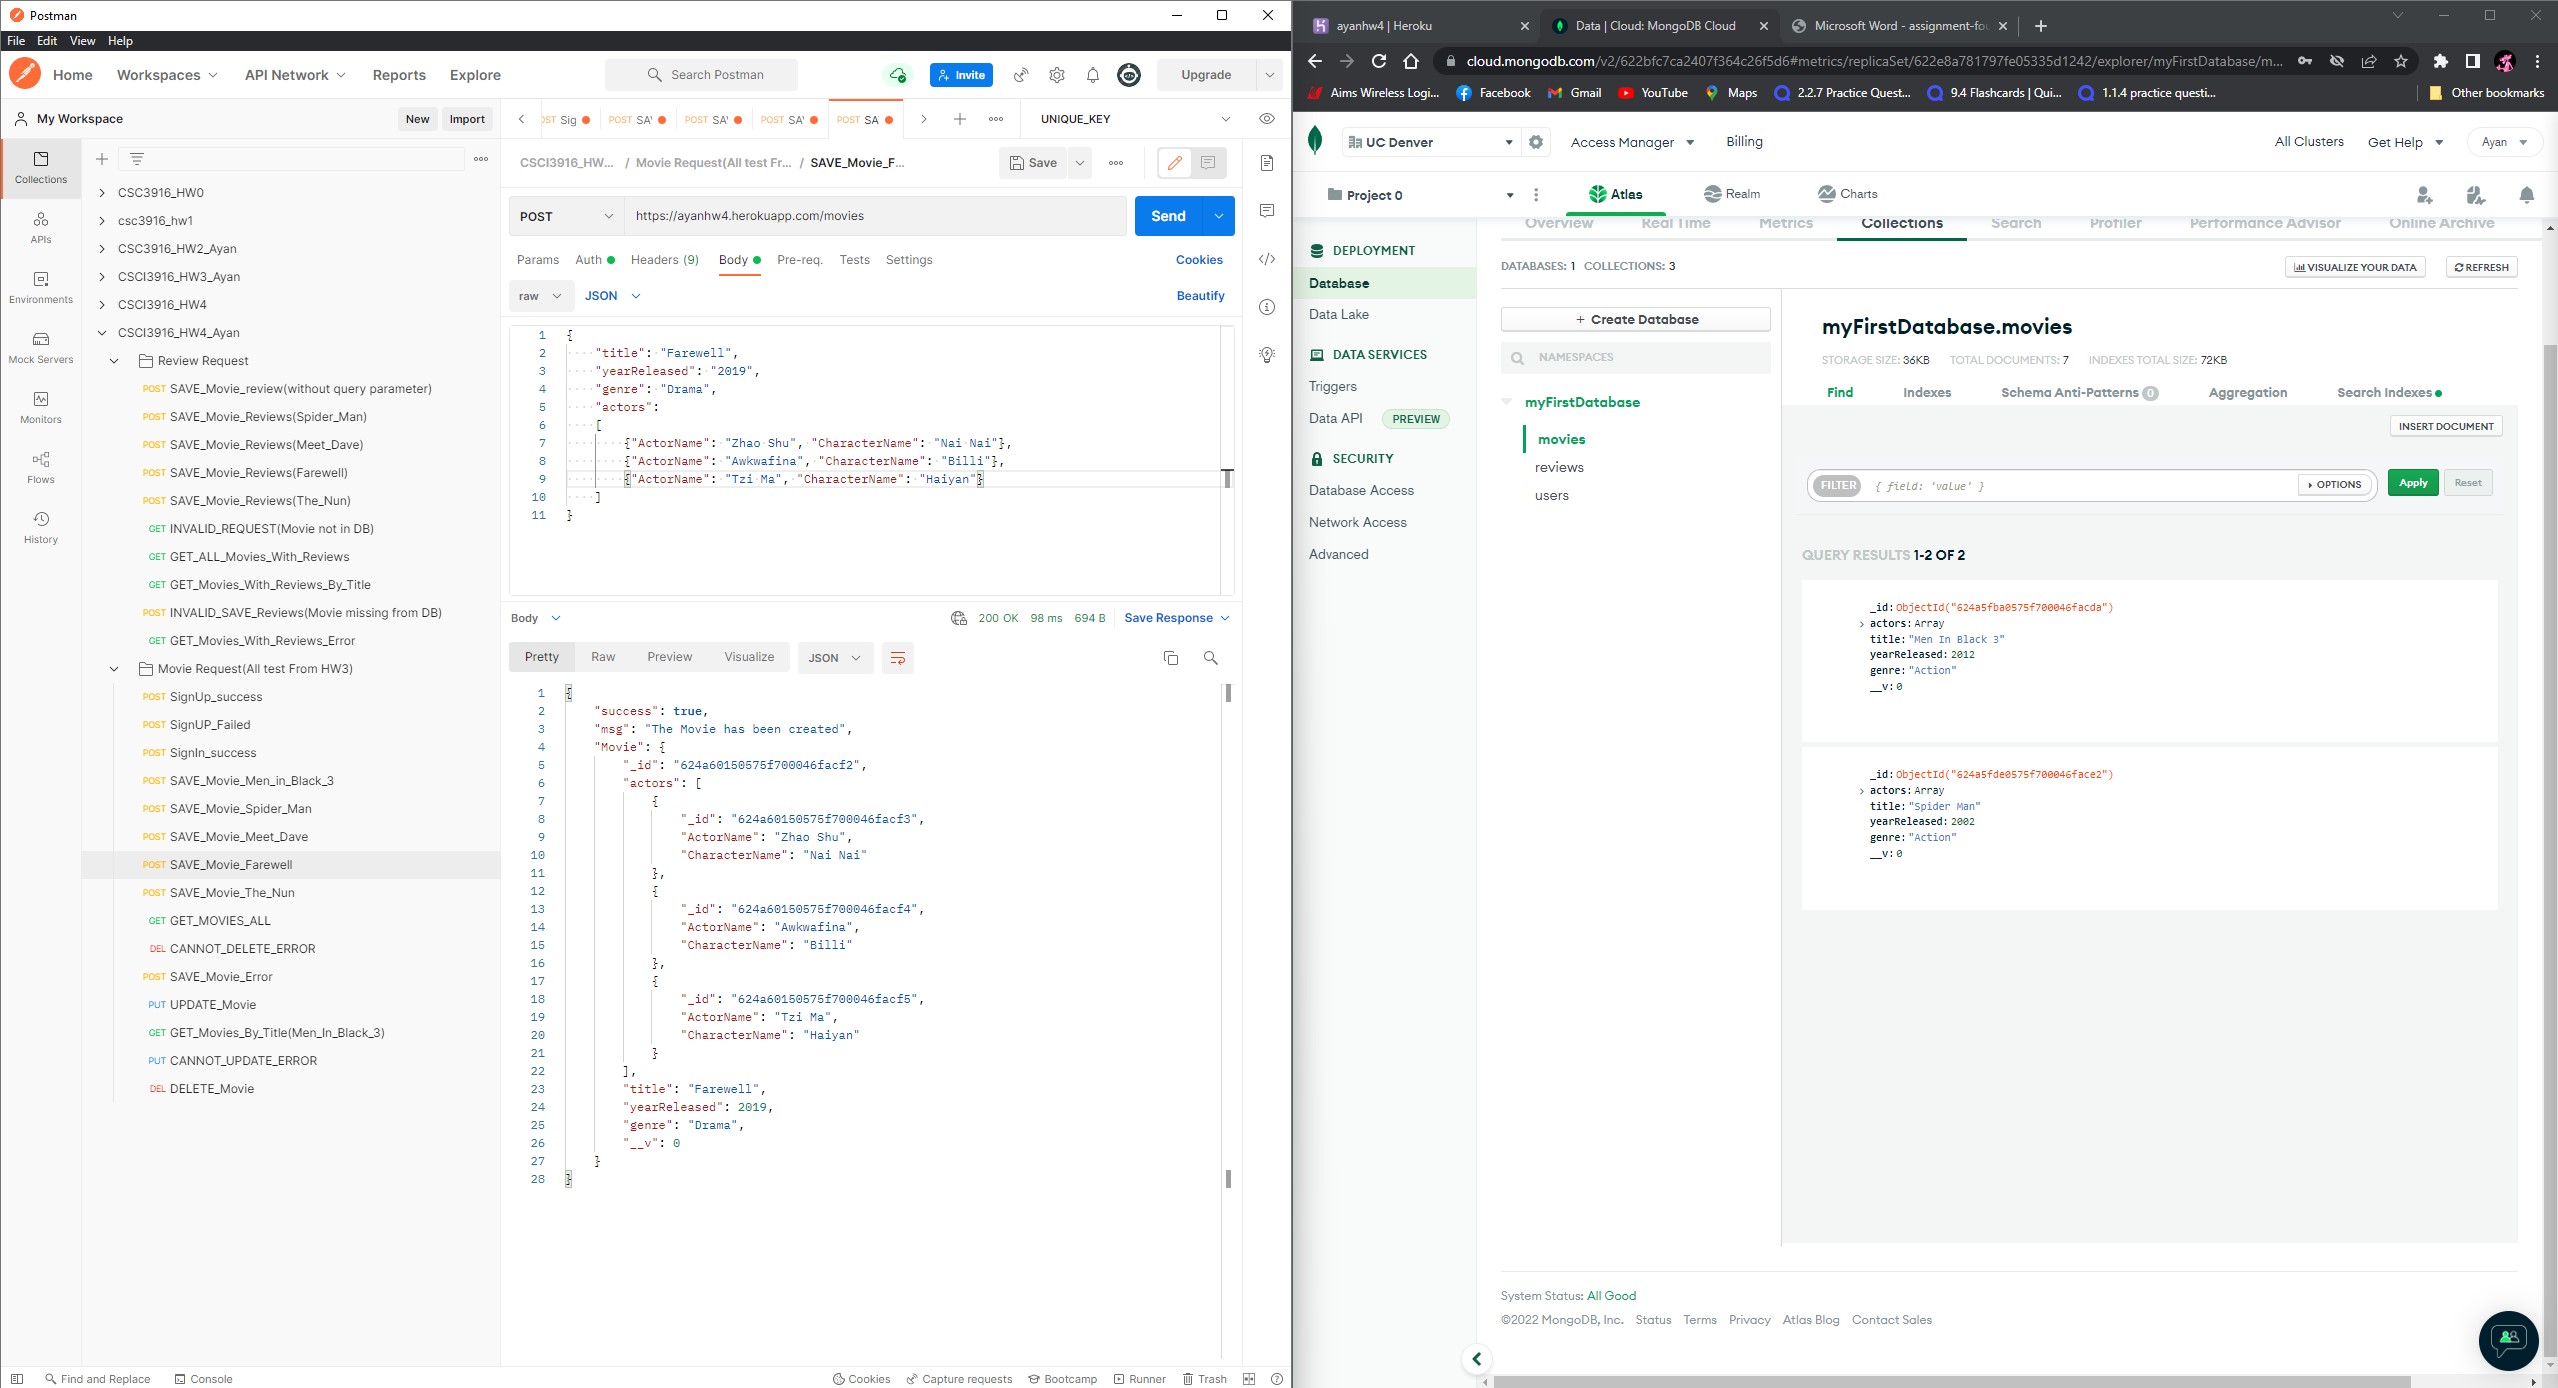 Postman
File Edit View Help
Home Workspaces API Network Reports Explore
Search Postman
Invite
Upgrade
My Workspace
New Import
Collections
APIs
Environments
Mock Servers
Monitors
Flows
History
CSC3916_HW0
csc3916_hw1
CSC3916_HW2_Ayan
CSCI3916_HW3_Ayan
CSCI3916_HW4
CSCI3916_HW4_Ayan
Review Request
POST SAVE_Movie_review(without query parameter)
POST SAVE_Movie_Reviews(Spider_Man)
POST SAVE_Movie_Reviews(Meet_Dave)
POST SAVE_Movie_Reviews(Farewell)
POST SAVE_Movie_Reviews(The_Nun)
GET INVALID_REQUEST(Movie not in DB)
GET GET_ALL_Movies_With_Reviews
GET GET_Movies_With_Reviews_By_Title
POST INVALID_SAVE_Reviews(Movie missing from DB)
GET GET_Movies_With_Reviews_Error
Movie Request(All test From HW3)
POST SignUp_success
POST SignUP_Failed
POST SignIn_success
POST SAVE_Movie_Men_in_Black_3
POST SAVE_Movie_Spider_Man
POST SAVE_Movie_Meet_Dave
POST SAVE_Movie_Farewell
POST SAVE_Movie_The_Nun
GET GET_MOVIES_ALL
DEL CANNOT_DELETE_ERROR
POST SAVE_Movie_Error
PUT UPDATE_Movie
GET GET_Movies_By_Title(Men_In_Black_3)
PUT CANNOT_UPDATE_ERROR
DEL DELETE_Movie
ST Sig POST SA' POST SA' POST SA' POST SA UNIQUE_KEY
CSCI3916_HW... / Movie Request(All test Fr... / SAVE_Movie_F... Save
POST https://ayanhw4.herokuapp.com/movies Send
Params Auth Headers (9) Body Pre-req. Tests Settings Cookies
raw JSON Beautify
1 {
2 "title": "Farewell",
3 "yearReleased": "2019",
4 "genre": "Drama",
5 "actors":
6 [
7 {"ActorName": "Zhao Shu", "CharacterName": "Nai Nai"},
8 {"ActorName": "Awkwafina", "CharacterName": "Billi"},
9 {"ActorName": "Tzi Ma", "CharacterName": "Haiyan"}
10 ]
11 }
Body 200 OK 98 ms 694 B Save Response
Pretty Raw Preview Visualize JSON
1 {
2 "success": true,
3 "msg": "The Movie has been created",
4 "Movie": {
5 "_id": "624a60150575f700046facf2",
6 "actors": [
7 {
8 "_id": "624a60150575f700046facf3",
9 "ActorName": "Zhao Shu",
10 "CharacterName": "Nai Nai"
11 },
12 {
13 "_id": "624a60150575f700046facf4",
14 "ActorName": "Awkwafina",
15 "CharacterName": "Billi"
16 },
17 {
18 "_id": "624a60150575f700046facf5",
19 "ActorName": "Tzi Ma",
20 "CharacterName": "Haiyan"
21 }
22 ],
23 "title": "Farewell",
24 "yearReleased": 2019,
25 "genre": "Drama",
26 "__v": 0
27 }
28 }
Find and Replace Console
Cookies Capture requests Bootcamp Runner Trash
ayanhw4 | Heroku Data | Cloud: MongoDB Cloud Microsoft Word - assignment-fou
cloud.mongodb.com/v2/622bfc7ca2407f364c26f5d6#metrics/replicaSet/622e8a781797fe05335d1242/explorer/myFirstDatabase/m...
Aims Wireless Logi... Facebook Gmail YouTube Maps 2.2.7 Practice Quest... 9.4 Flashcards | Qui... 1.1.4 practice questi... Other bookmarks
UC Denver Access Manager Billing All Clusters Get Help Ayan
Project 0 Atlas Realm Charts
DEPLOYMENT
Database
Data Lake
DATA SERVICES
Triggers
Data API PREVIEW
SECURITY
Database Access
Network Access
Advanced
Overview Real Time Metrics Collections Search Profiler Performance Advisor Online Archive
DATABASES: 1 COLLECTIONS: 3 VISUALIZE YOUR DATA REFRESH
+ Create Database
NAMESPACES
myFirstDatabase
movies
reviews
users
myFirstDatabase.movies
STORAGE SIZE: 36KB TOTAL DOCUMENTS: 7 INDEXES TOTAL SIZE: 72KB
Find Indexes Schema Anti-Patterns 0 Aggregation Search Indexes
INSERT DOCUMENT
FILTER { field: 'value' } OPTIONS Apply Reset
QUERY RESULTS 1-2 OF 2
_id: ObjectId("624a5fba0575f700046facda")
actors: Array
title: "Men In Black 3"
yearReleased: 2012
genre: "Action"
__v: 0
_id: ObjectId("624a5fde0575f700046face2")
actors: Array
title: "Spider Man"
yearReleased: 2002
genre: "Action"
__v: 0
System Status: All Good
©2022 MongoDB, Inc. Status Terms Privacy Atlas Blog Contact Sales